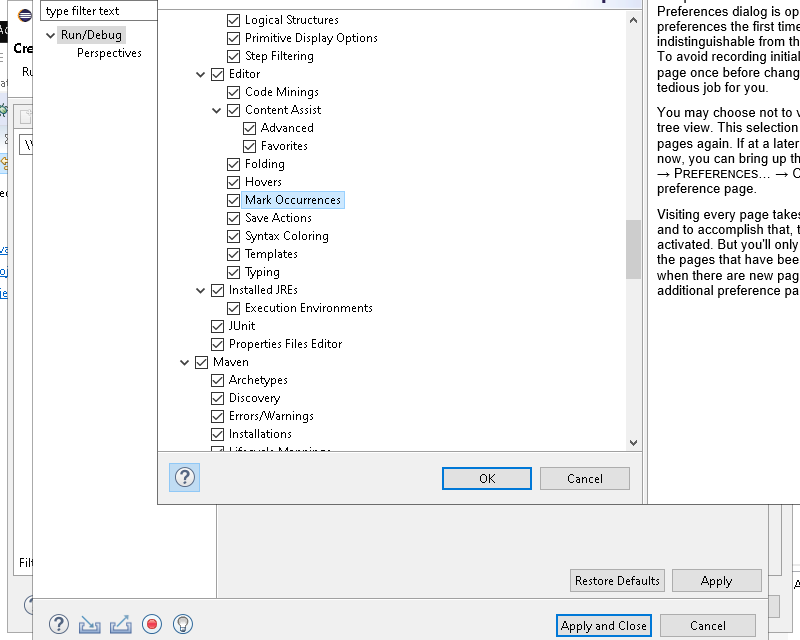 type filter text
Run/Debug
Perspectives
Cre
Ru
Logical Structures
Primitive Display Options
Step Filtering
Editor
Code Minings
Content Assist
Advanced
Favorites
Folding
Hovers
Mark Occurrences
Save Actions
Syntax Coloring
Templates
Typing
Installed JREs
Execution Environments
JUnit
Properties Files Editor
Maven
Archetypes
Discovery
Errors/Warnings
Installations
Lifecycle Mappings
OK
Cancel
Preferences dialog is op
preferences the first time
indistinguishable from th
To avoid recording initial
page once before chang
tedious job for you.
You may choose not to v
tree view. This selection
pages again. If at a later
now, you can bring up th
→ PREFERENCES... → O
preference page.
Visiting every page takes
and to accomplish that, t
activated. But you'll only
the pages that have bee
when there are new pag
additional preference pa
Filt
Restore Defaults
Apply
Apply and Close
Cancel